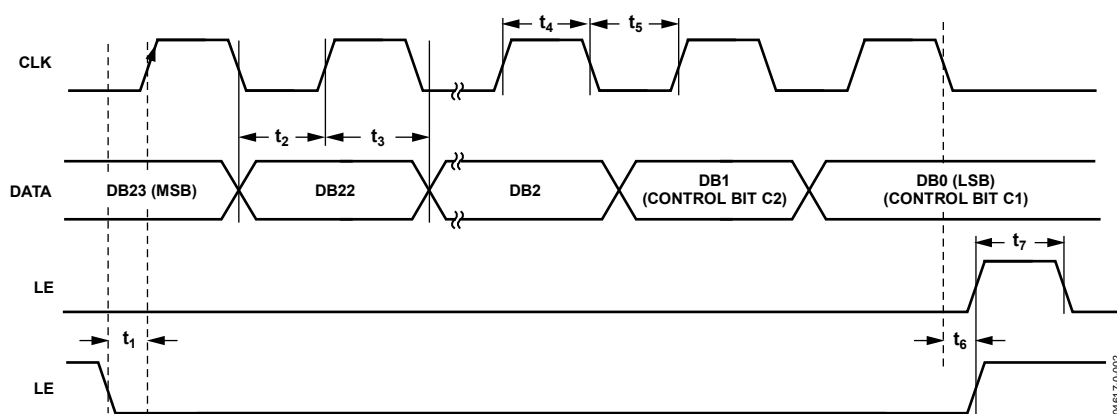 t4
t5
CLK
t2
t3
DATA
DB23 (MSB)
DB22
DB2
DB1
(CONTROL BIT C2)
DB0 (LSB)
(CONTROL BIT C1)
t7
LE
t1
t6
LE